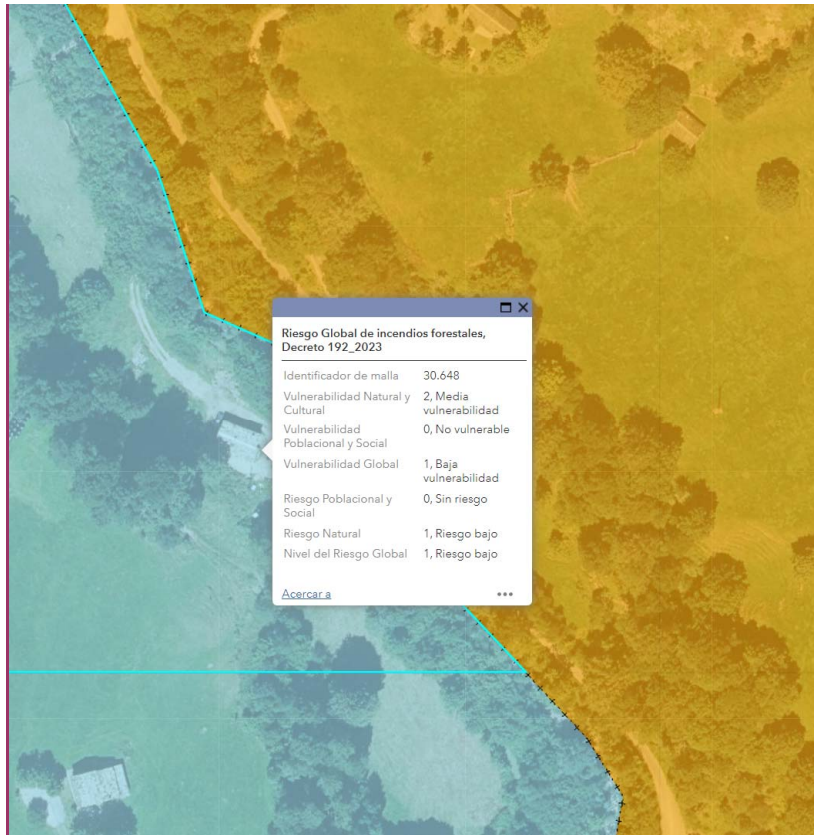 Riesgo Global de incendios forestales,
Decreto 192_2023
Identificador de malla 30.648
Vulnerabilidad Natural y 2, Media
Cultural vulnerabilidad
Vulnerabilidad 0, No vulnerable
Poblacional y Social
Vulnerabilidad Global 1, Baja
vulnerabilidad
Riesgo Poblacional y 0, Sin riesgo
Social
Riesgo Natural 1, Riesgo bajo
Nivel del Riesgo Global 1, Riesgo bajo
Acercar a